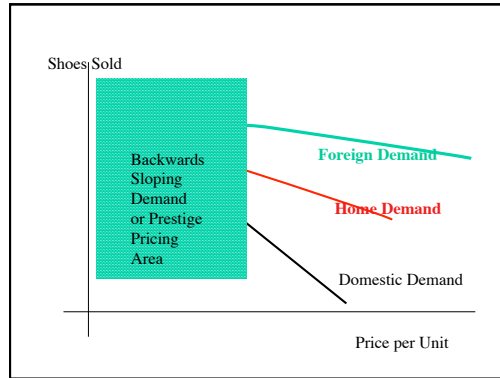 Shoes Sold
Backwards
Sloping
Demand
or Prestige
Pricing
Area
Foreign Demand
Home Demand
Domestic Demand
Price per Unit